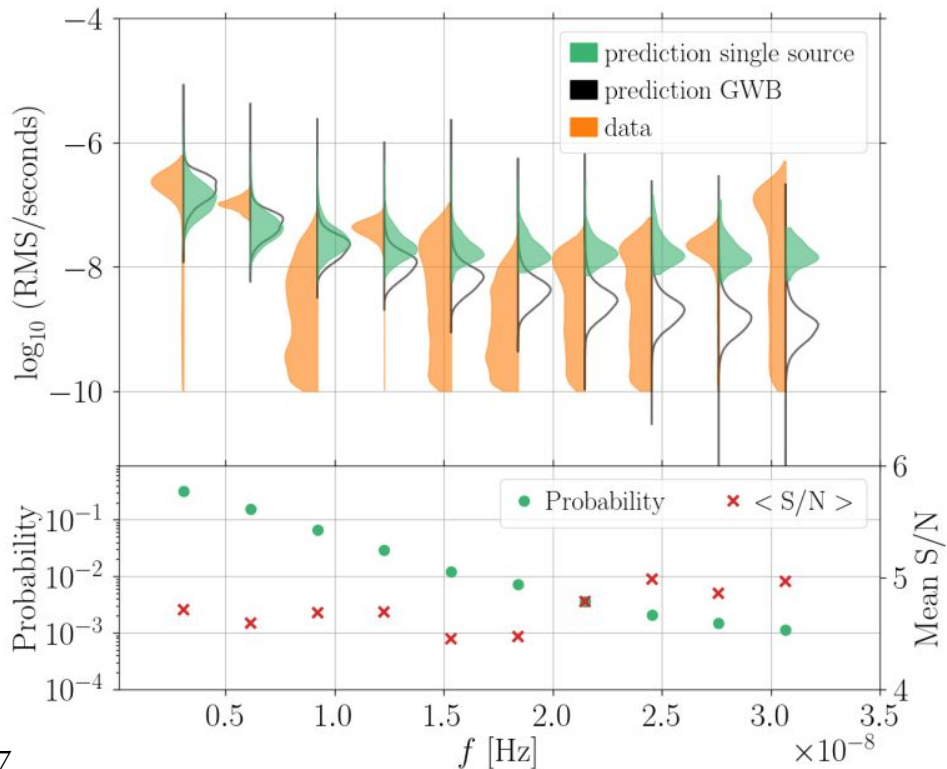 −4
prediction single source
prediction GWB
data
−6
−8
−10
log₁₀ (RMS/seconds)
6
Probability
< S/N >
10⁻¹
10⁻²
5
10⁻³
10⁻⁴
4
Probability
Mean S/N
0.5 1.0 1.5 2.0 2.5 3.0 3.5
f [Hz]
×10⁻⁸
7